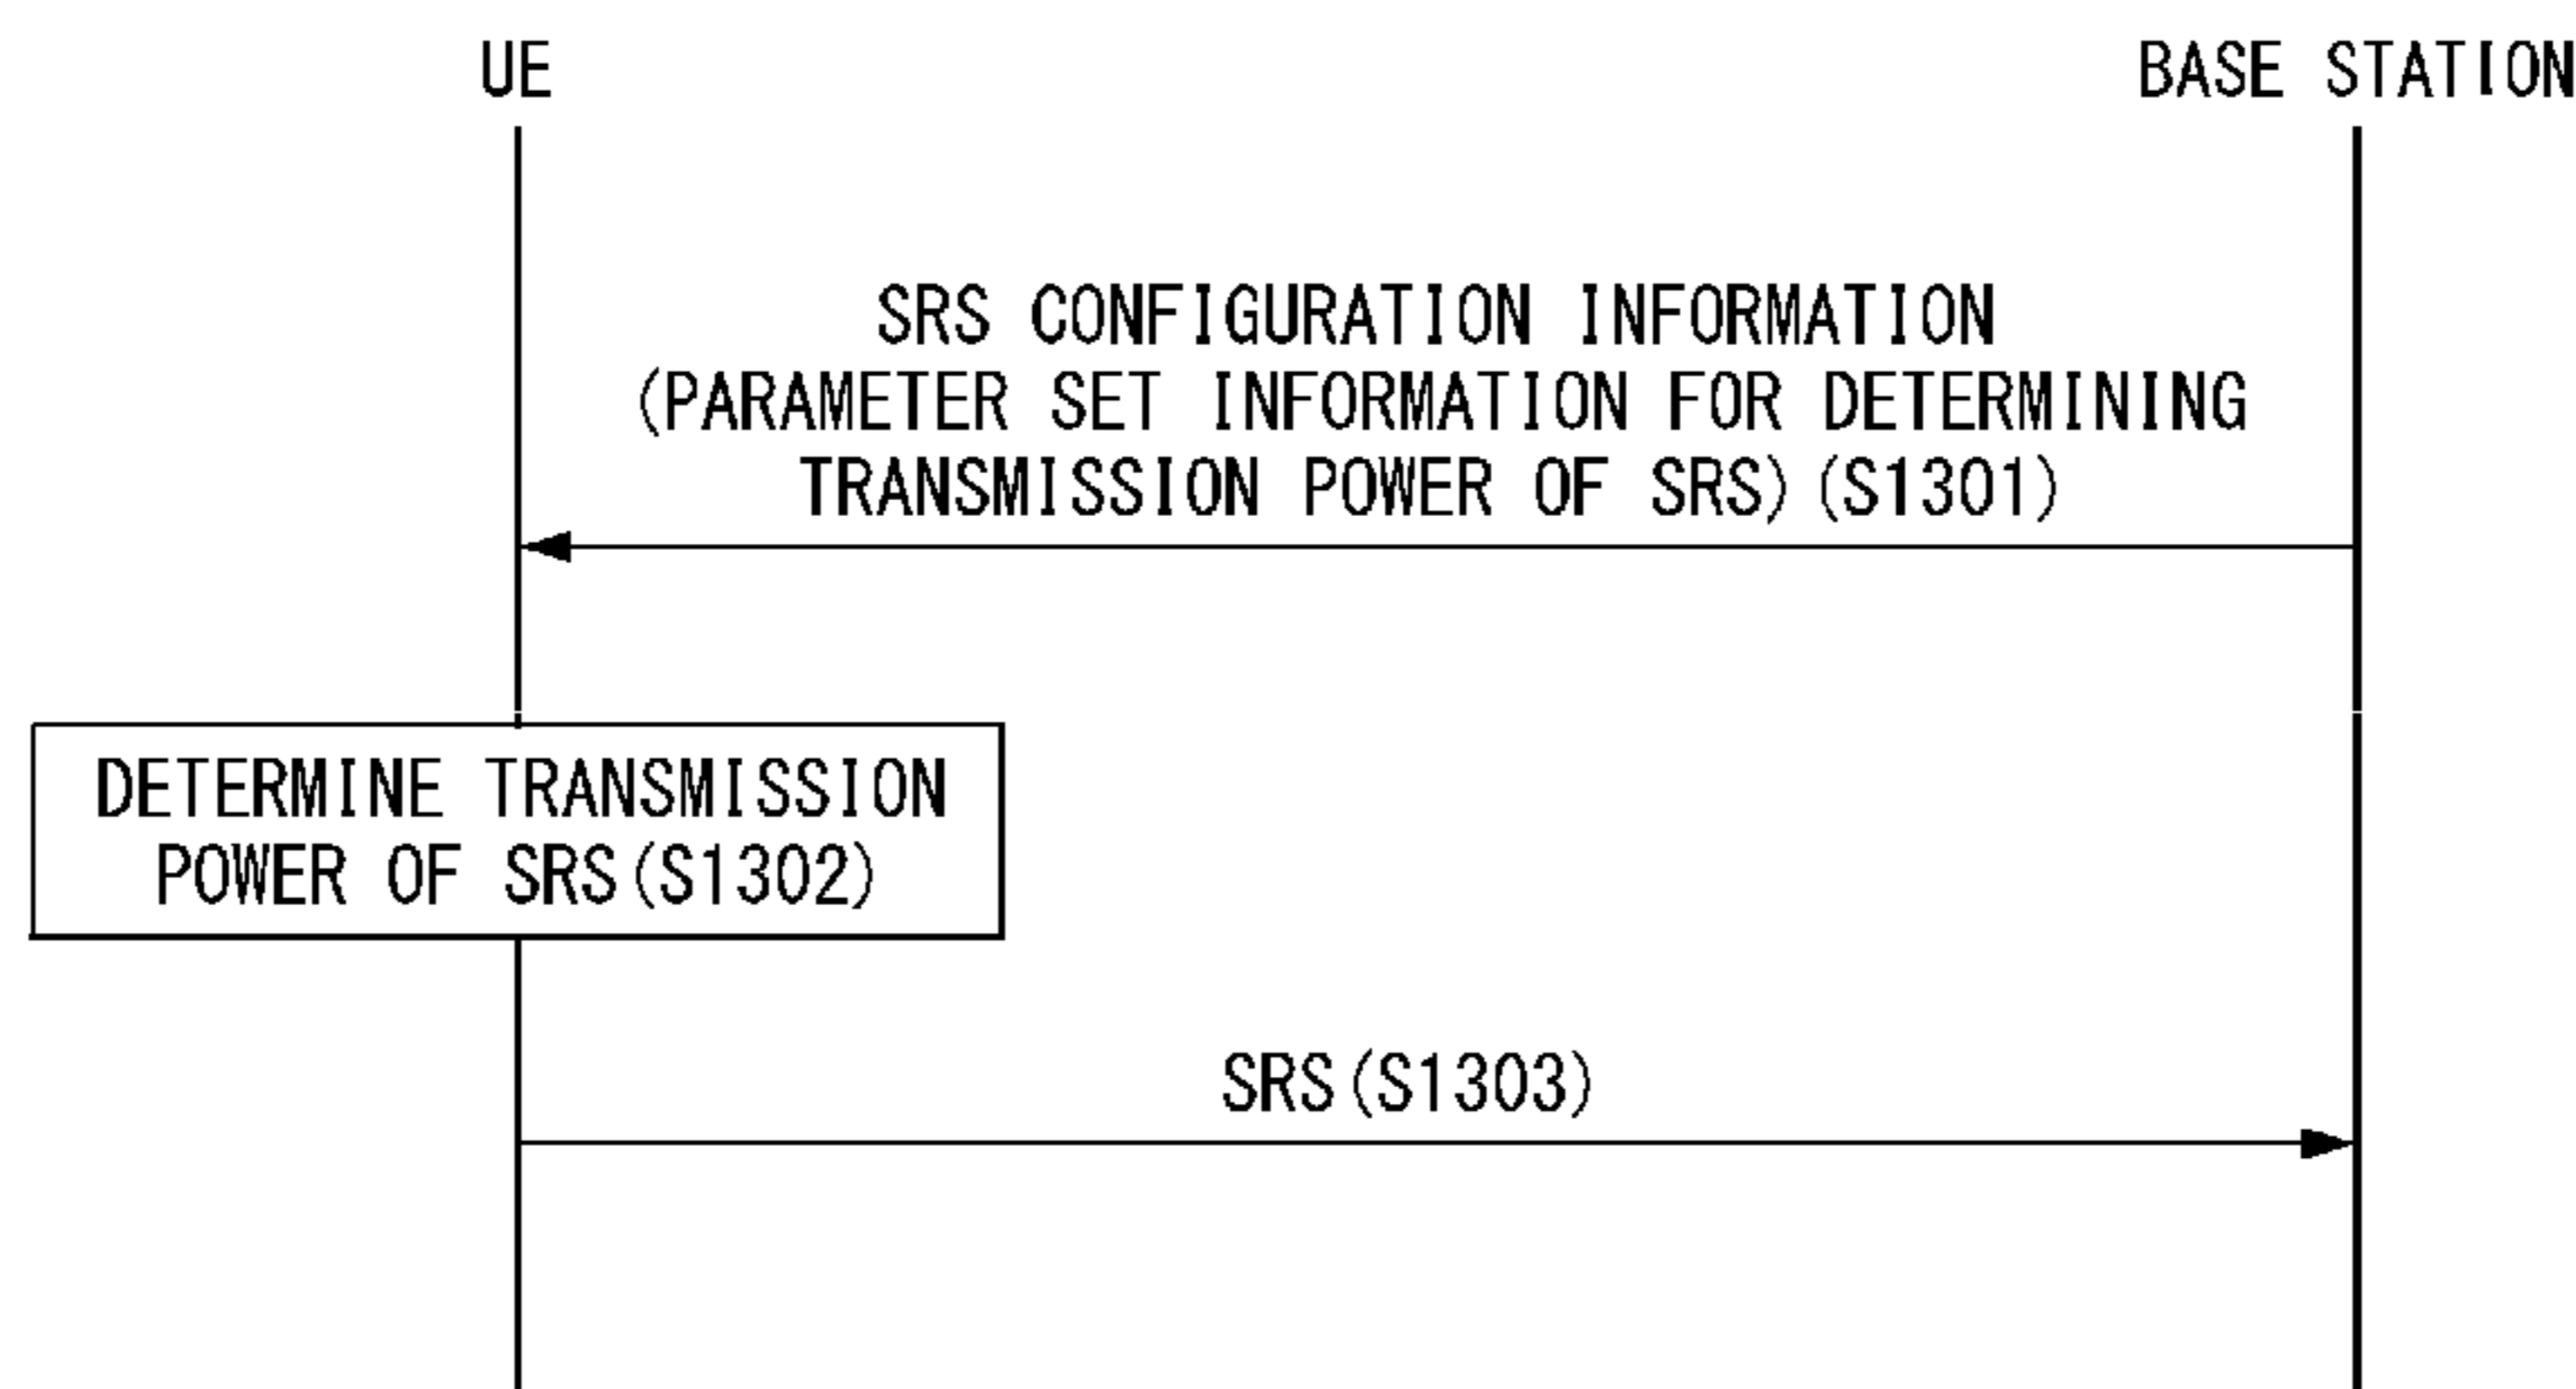 UE
BASE STATION
SRS CONFIGURATION INFORMATION
(PARAMETER SET INFORMATION FOR DETERMINING
TRANSMISSION POWER OF SRS)(S1301)
DETERMINE TRANSMISSION
POWER OF SRS(S1302)
SRS(S1303)